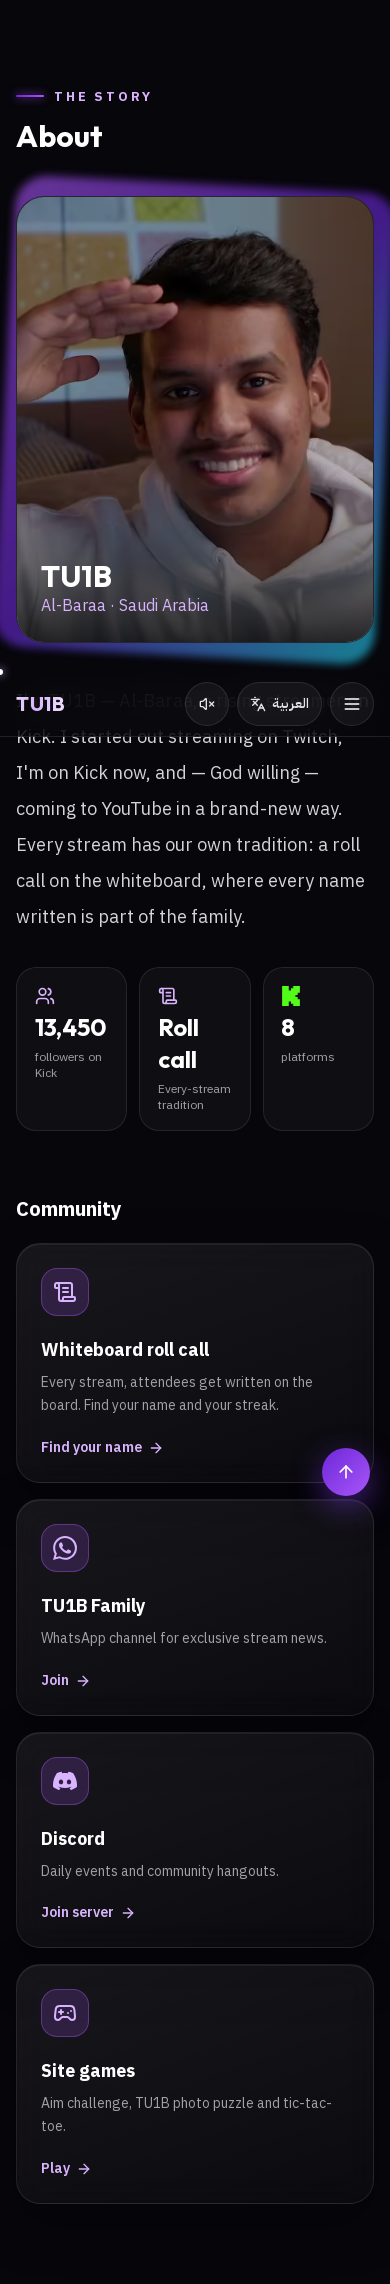 THE STORY
About
TU1B
Al-Baraa · Saudi Arabia
TU1B
العربية
TU1B — Al-Baraa
Kick. I started out streaming on Twitch,
I'm on Kick now, and — God willing —
coming to YouTube in a brand-new way.
Every stream has our own tradition: a roll
call on the whiteboard, where every name
written is part of the family.
13,450
followers on
Kick
Roll
call
Every-stream
tradition
8
platforms
Community
Whiteboard roll call
Every stream, attendees get written on the
board. Find your name and your streak.
Find your name →
TU1B Family
WhatsApp channel for exclusive stream news.
Join →
Discord
Daily events and community hangouts.
Join server →
Site games
Aim challenge, TU1B photo puzzle and tic-tac-
toe.
Play →